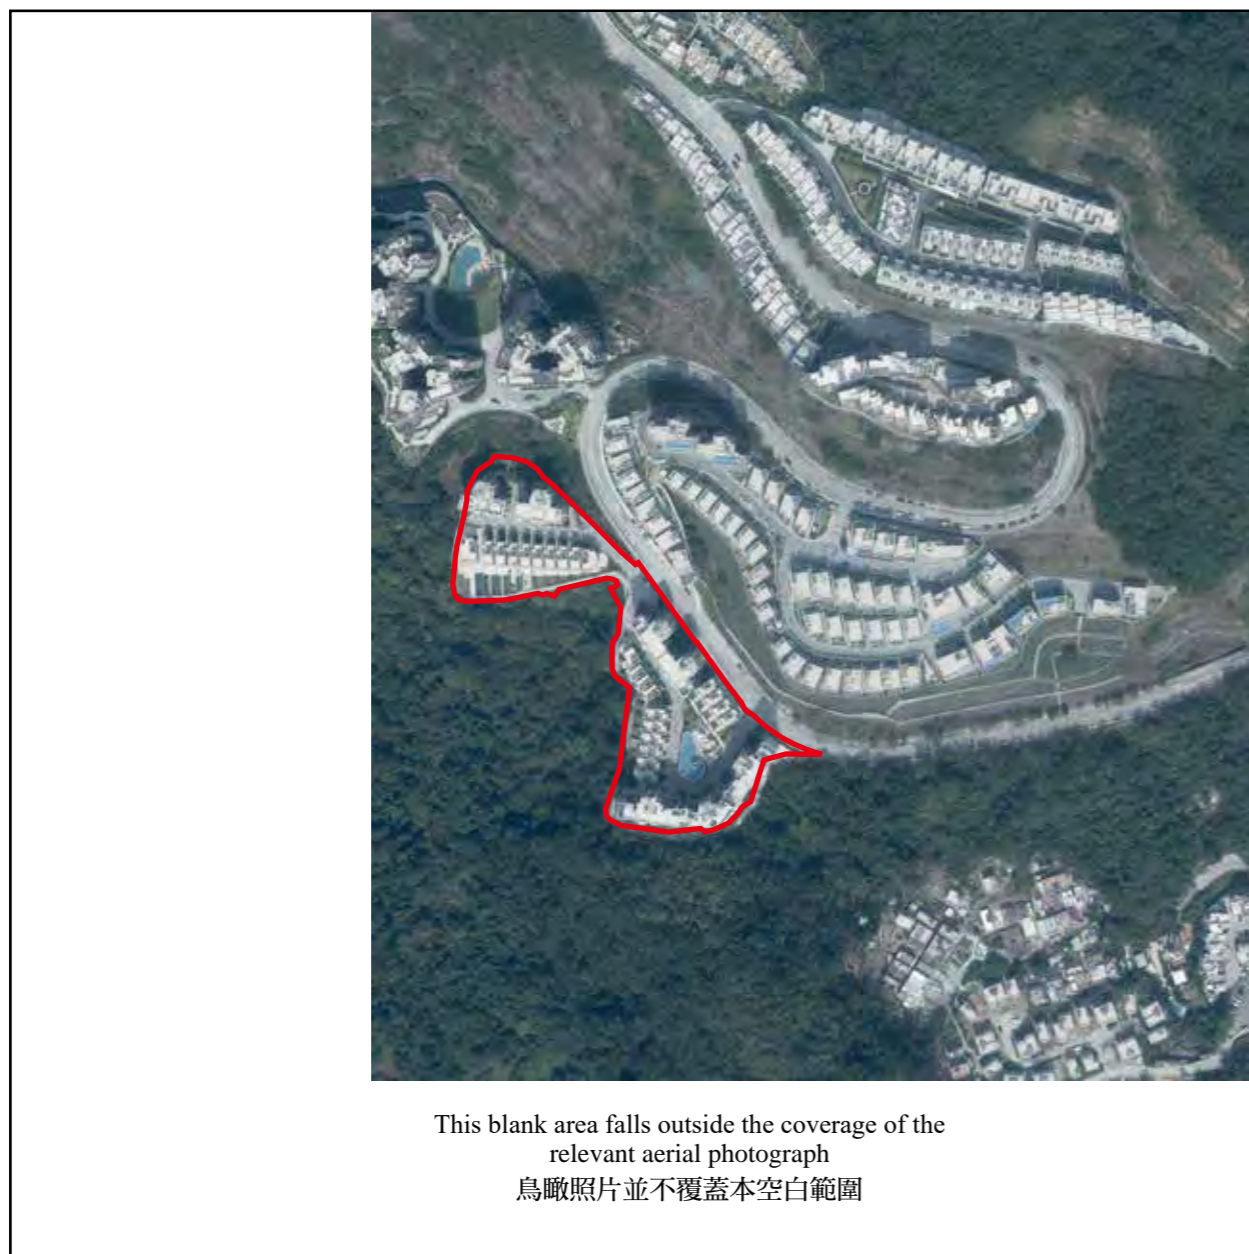 This blank area falls outside the coverage of the
relevant aerial photograph
鳥瞰照片並不覆蓋本空白範圍